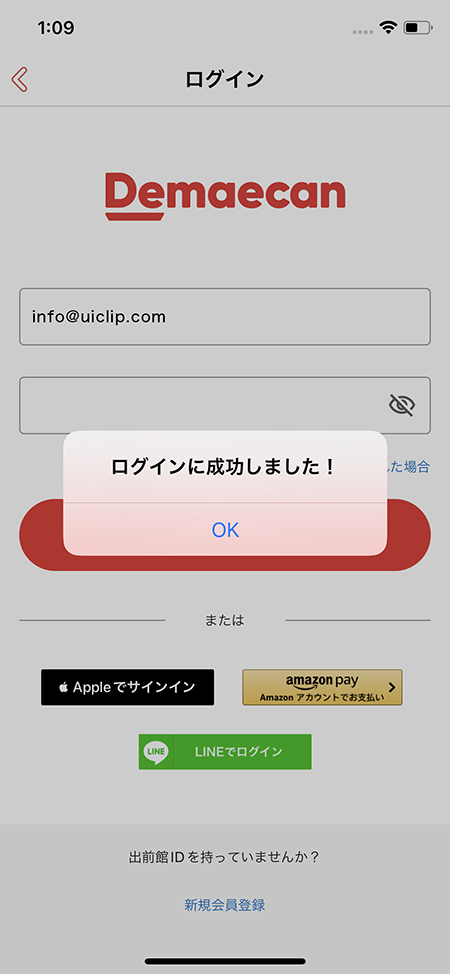 1:09
ログイン
Demaecan
info@uiclip.com
た場合
ログインに成功しました！
OK
または
Appleでサインイン
amazon pay
Amazon アカウントでお支払い
LINE
LINEでログイン
出前館IDを持っていませんか？
新規会員登録